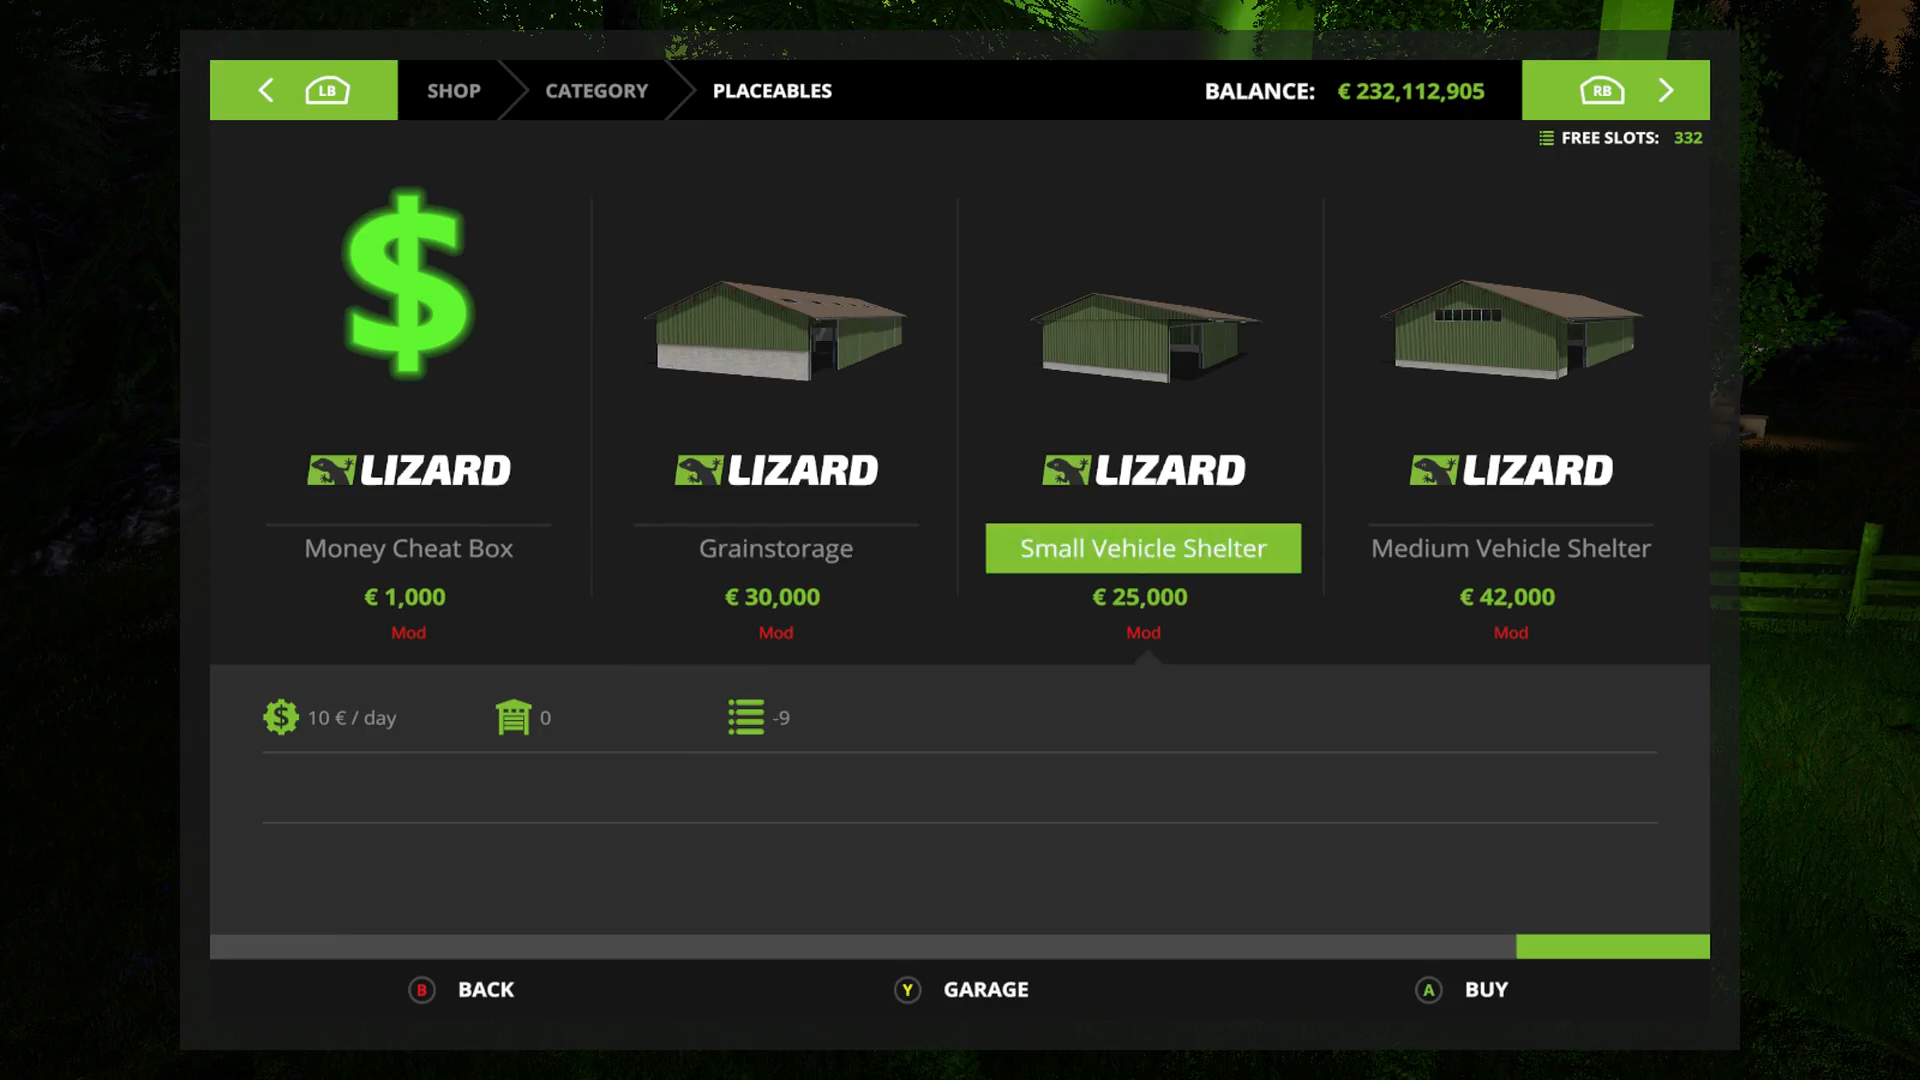 LB
SHOP
CATEGORY
PLACEABLES
BALANCE: € 232,112,905
RB
FREE SLOTS: 332
$
LIZARD
LIZARD
LIZARD
LIZARD
Money Cheat Box
Grainstorage
Small Vehicle Shelter
Medium Vehicle Shelter
€ 1,000
€ 30,000
€ 25,000
€ 42,000
Mod
Mod
Mod
Mod
$ 10 € / day
0
-9
B BACK
Y GARAGE
A BUY